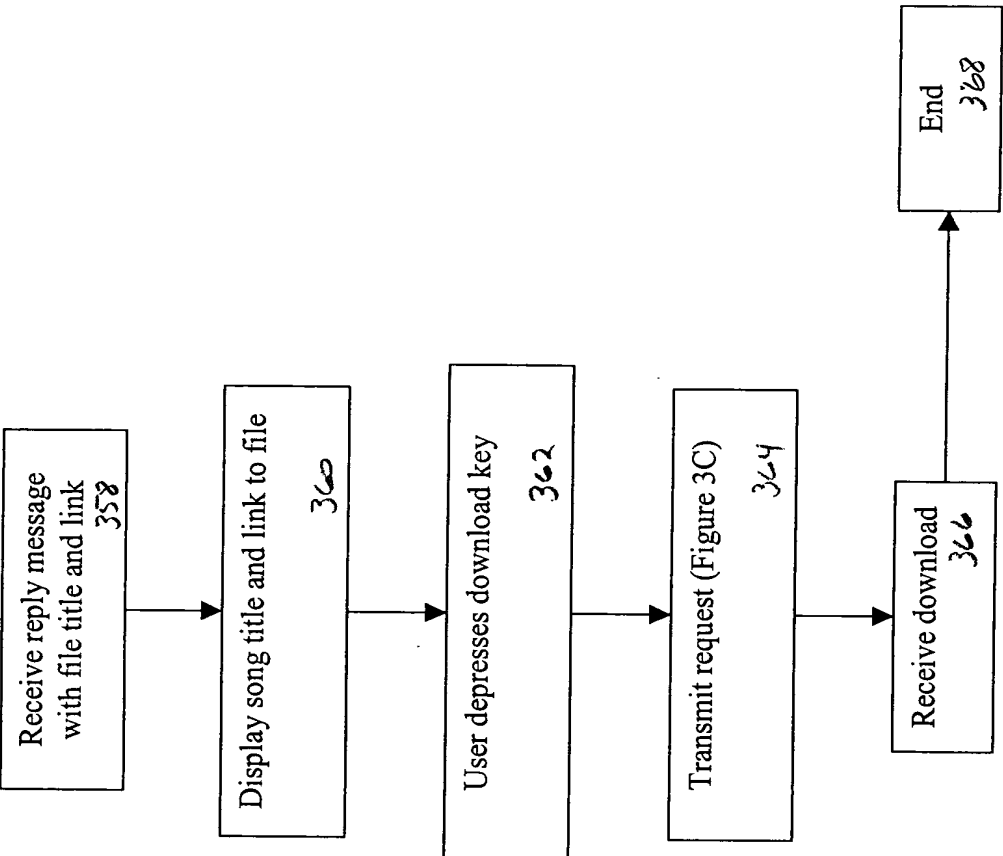 Receive reply message
with file title and link
358
Display song title and link to file
360
User depresses download key
362
Transmit request (Figure 3C)
364
Receive download
366
End
368